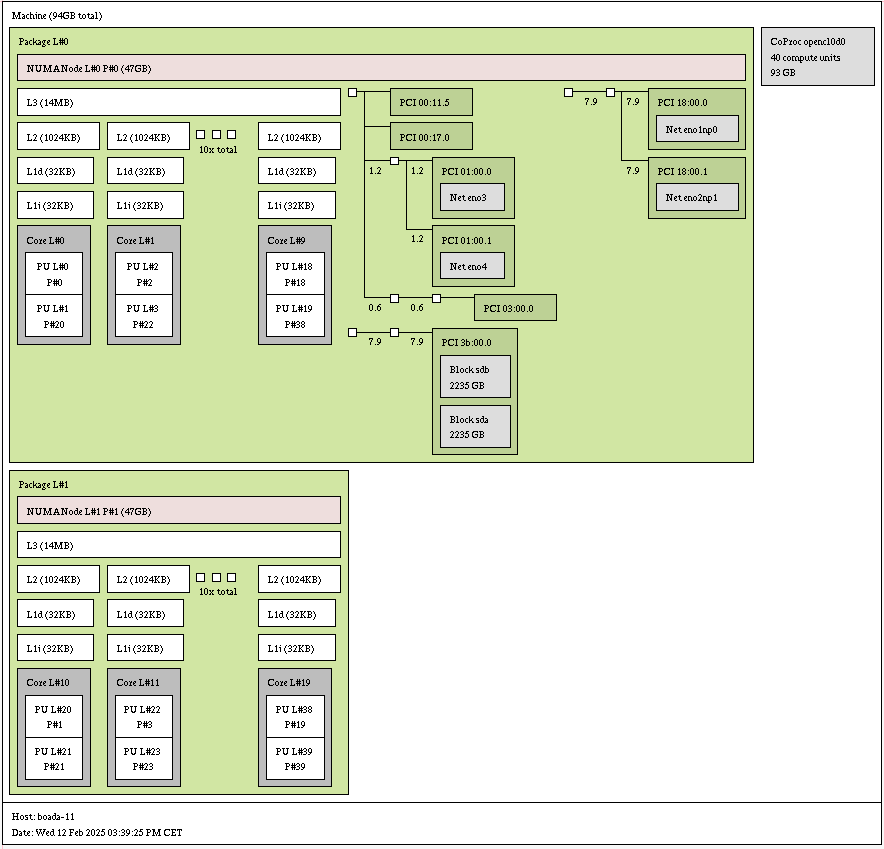 Machine (94GB total)
Package L#0
NUMANode L#0 P#0 (47GB)
L3 (14MB)
L2 (1024KB)
L2 (1024KB)
10x total
L2 (1024KB)
L1d (32KB)
L1d (32KB)
L1d (32KB)
L1i (32KB)
L1i (32KB)
L1i (32KB)
Core L#0
PU L#0
P#0
PU L#1
P#20
Core L#1
PU L#2
P#2
PU L#3
P#22
Core L#9
PU L#18
P#18
PU L#19
P#38
PCI 00:11.5
PCI 00:17.0
1.2
1.2
PCI 01:00.0
Net eno3
1.2
PCI 01:00.1
Net eno4
0.6
0.6
PCI 03:00.0
7.9
7.9
PCI 3b:00.0
Block sdb
2235 GB
Block sda
2235 GB
7.9
7.9
PCI 18:00.0
Net eno1np0
7.9
PCI 18:00.1
Net eno2np1
CoProc opencl0d0
40 compute units
93 GB
Package L#1
NUMANode L#1 P#1 (47GB)
L3 (14MB)
L2 (1024KB)
L2 (1024KB)
10x total
L2 (1024KB)
L1d (32KB)
L1d (32KB)
L1d (32KB)
L1i (32KB)
L1i (32KB)
L1i (32KB)
Core L#10
PU L#20
P#1
PU L#21
P#21
Core L#11
PU L#22
P#3
PU L#23
P#23
Core L#19
PU L#38
P#19
PU L#39
P#39
Host: boada-11
Date: Wed 12 Feb 2025 03:39:25 PM CET